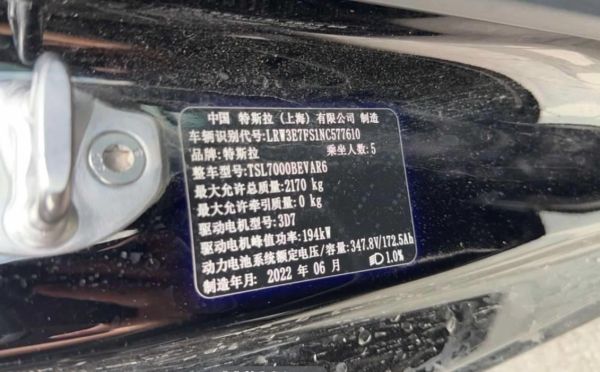 中国 特斯拉（上海）有限公司 制造
车辆识别代号:LRW3E7FS1NC577610
品牌:特斯拉 乘坐人数:5
整车型号:TSL7000BEVAR6
最大允许总质量:2170 kg
最大允许牵引质量:0 kg
驱动电机型号:3D7
驱动电机峰值功率:194kW
动力电池系统额定电压/容量:347.8V/172.5Ah
制造年月:2022 年 06 月 1.0%